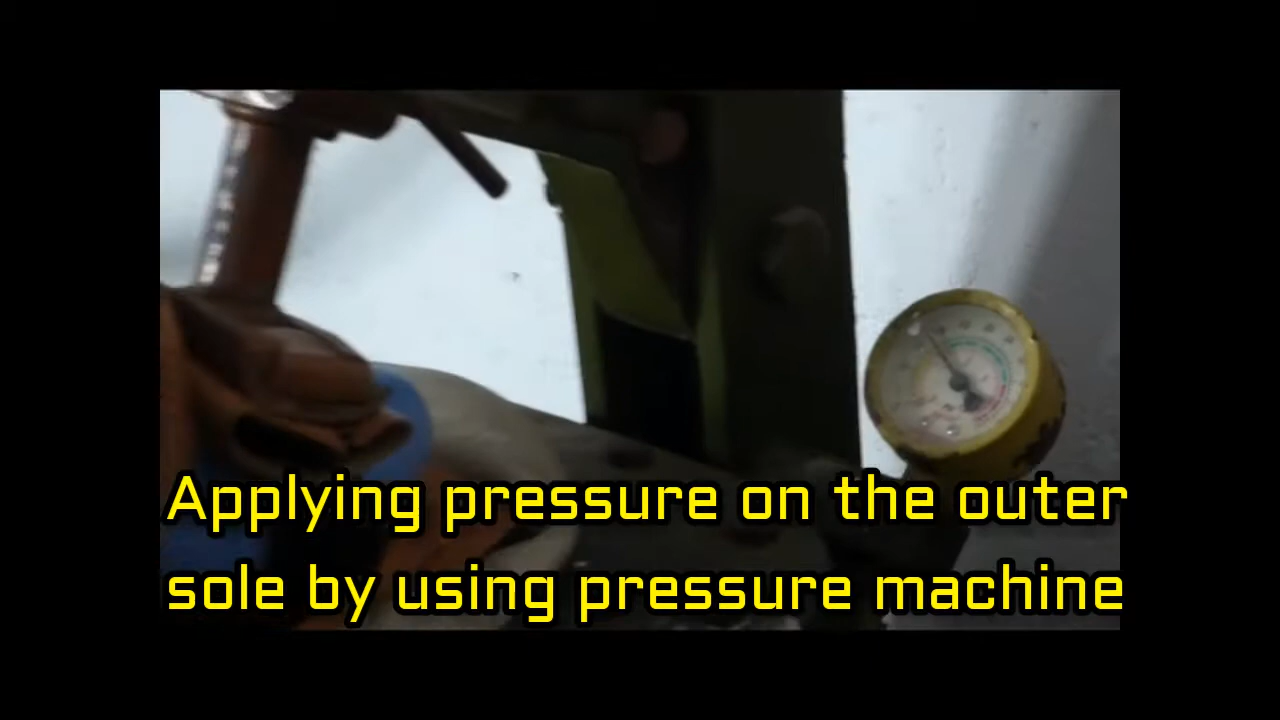 Applying pressure on the outer
sole by using pressure machine